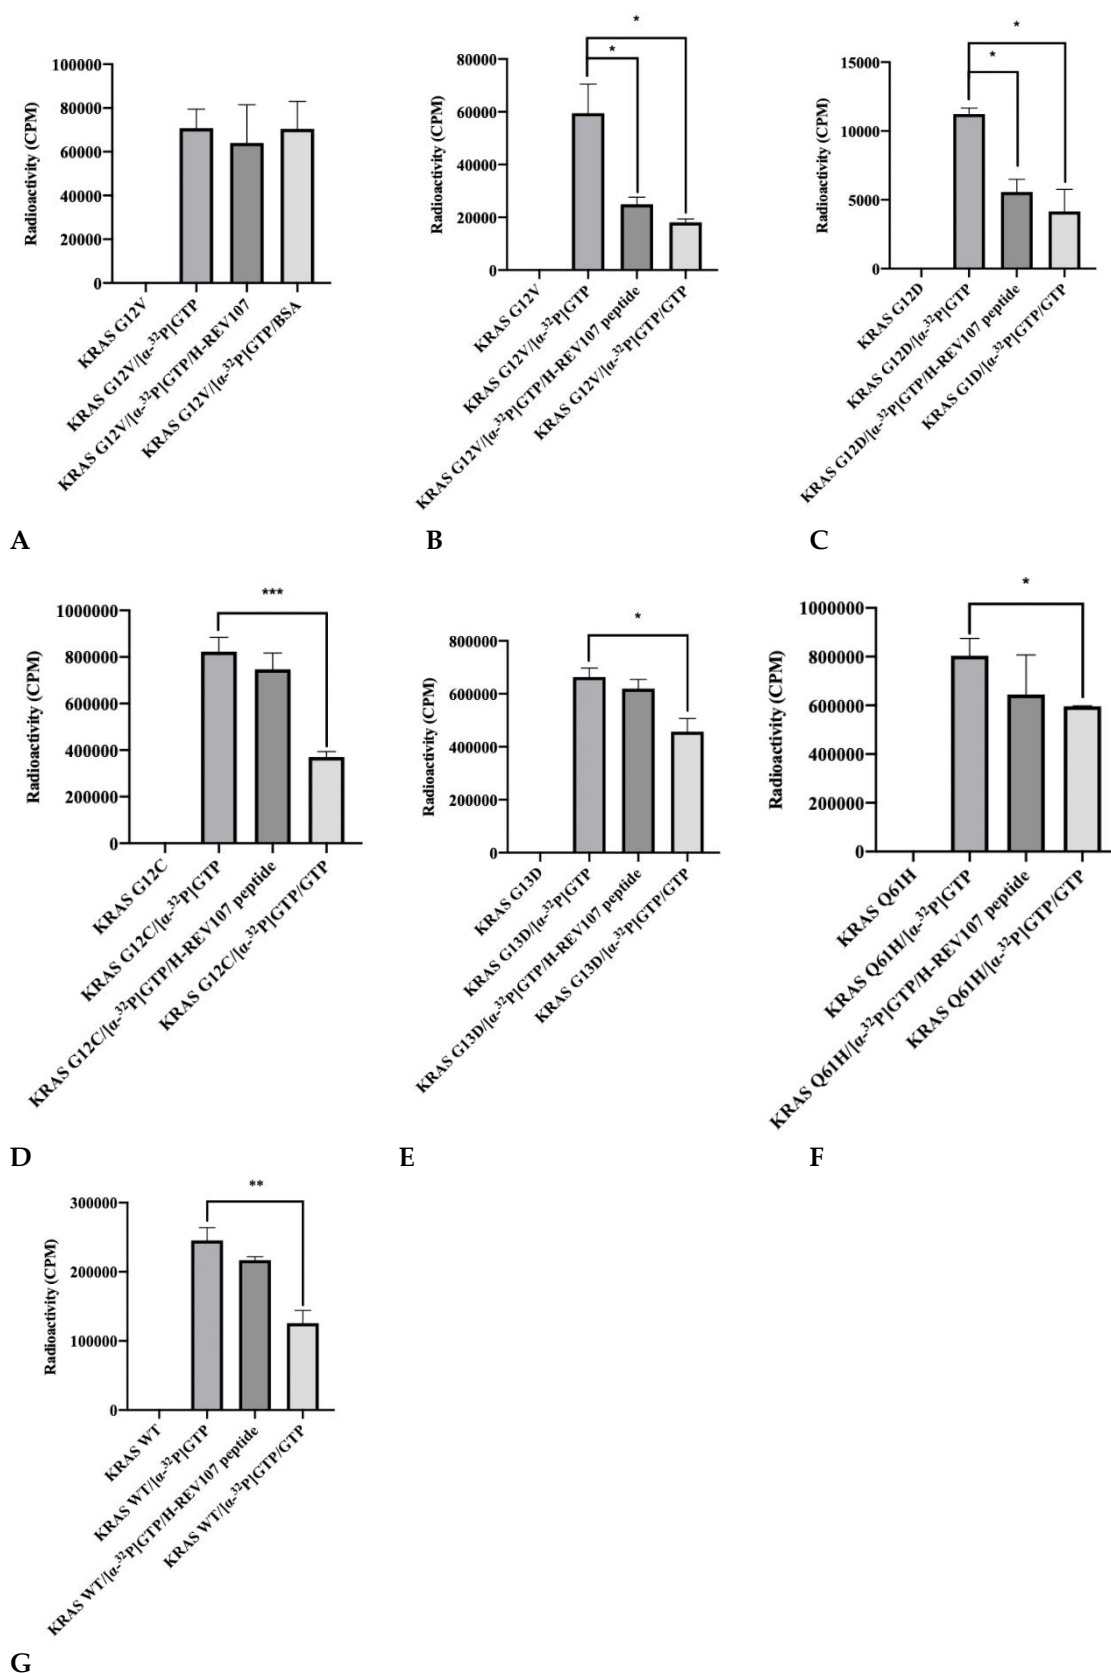 *
*
100000
80000
60000
40000
20000
0
Radioactivity (CPM)
KRAS G12V
KRAS G12V/[α-³²P]GTP
KRAS G12V/[α-³²P]GTP/H-REV107
KRAS G12V/[α-³²P]GTP/BSA
A
80000
60000
40000
20000
0
Radioactivity (CPM)
KRAS G12V
KRAS G12V/[α-³²P]GTP
KRAS G12V/[α-³²P]GTP/H-REV107 peptide
KRAS G12V/[α-³²P]GTP/GTP
B
*
*
15000
10000
5000
0
Radioactivity (CPM)
KRAS G12D
KRAS G12D/[α-³²P]GTP
KRAS G12D/[α-³²P]GTP/H-REV107 peptide
KRAS G1D/[α-³²P]GTP/GTP
C
***
1000000
800000
600000
400000
200000
0
Radioactivity (CPM)
KRAS G12C
KRAS G12C/[α-³²P]GTP
KRAS G12C/[α-³²P]GTP/H-REV107 peptide
KRAS G12C/[α-³²P]GTP/GTP
D
*
800000
600000
400000
200000
0
Radioactivity (CPM)
KRAS G13D
KRAS G13D/[α-³²P]GTP
KRAS G13D/[α-³²P]GTP/H-REV107 peptide
KRAS G13D/[α-³²P]GTP/GTP
E
*
1000000
800000
600000
400000
200000
0
Radioactivity (CPM)
KRAS Q61H
KRAS Q61H/[α-³²P]GTP
KRAS Q61H/[α-³²P]GTP/H-REV107 peptide
KRAS Q61H/[α-³²P]GTP/GTP
F
**
300000
200000
100000
0
Radioactivity (CPM)
KRAS WT
KRAS WT/[α-³²P]GTP
KRAS WT/[α-³²P]GTP/H-REV107 peptide
KRAS WT/[α-³²P]GTP/GTP
G